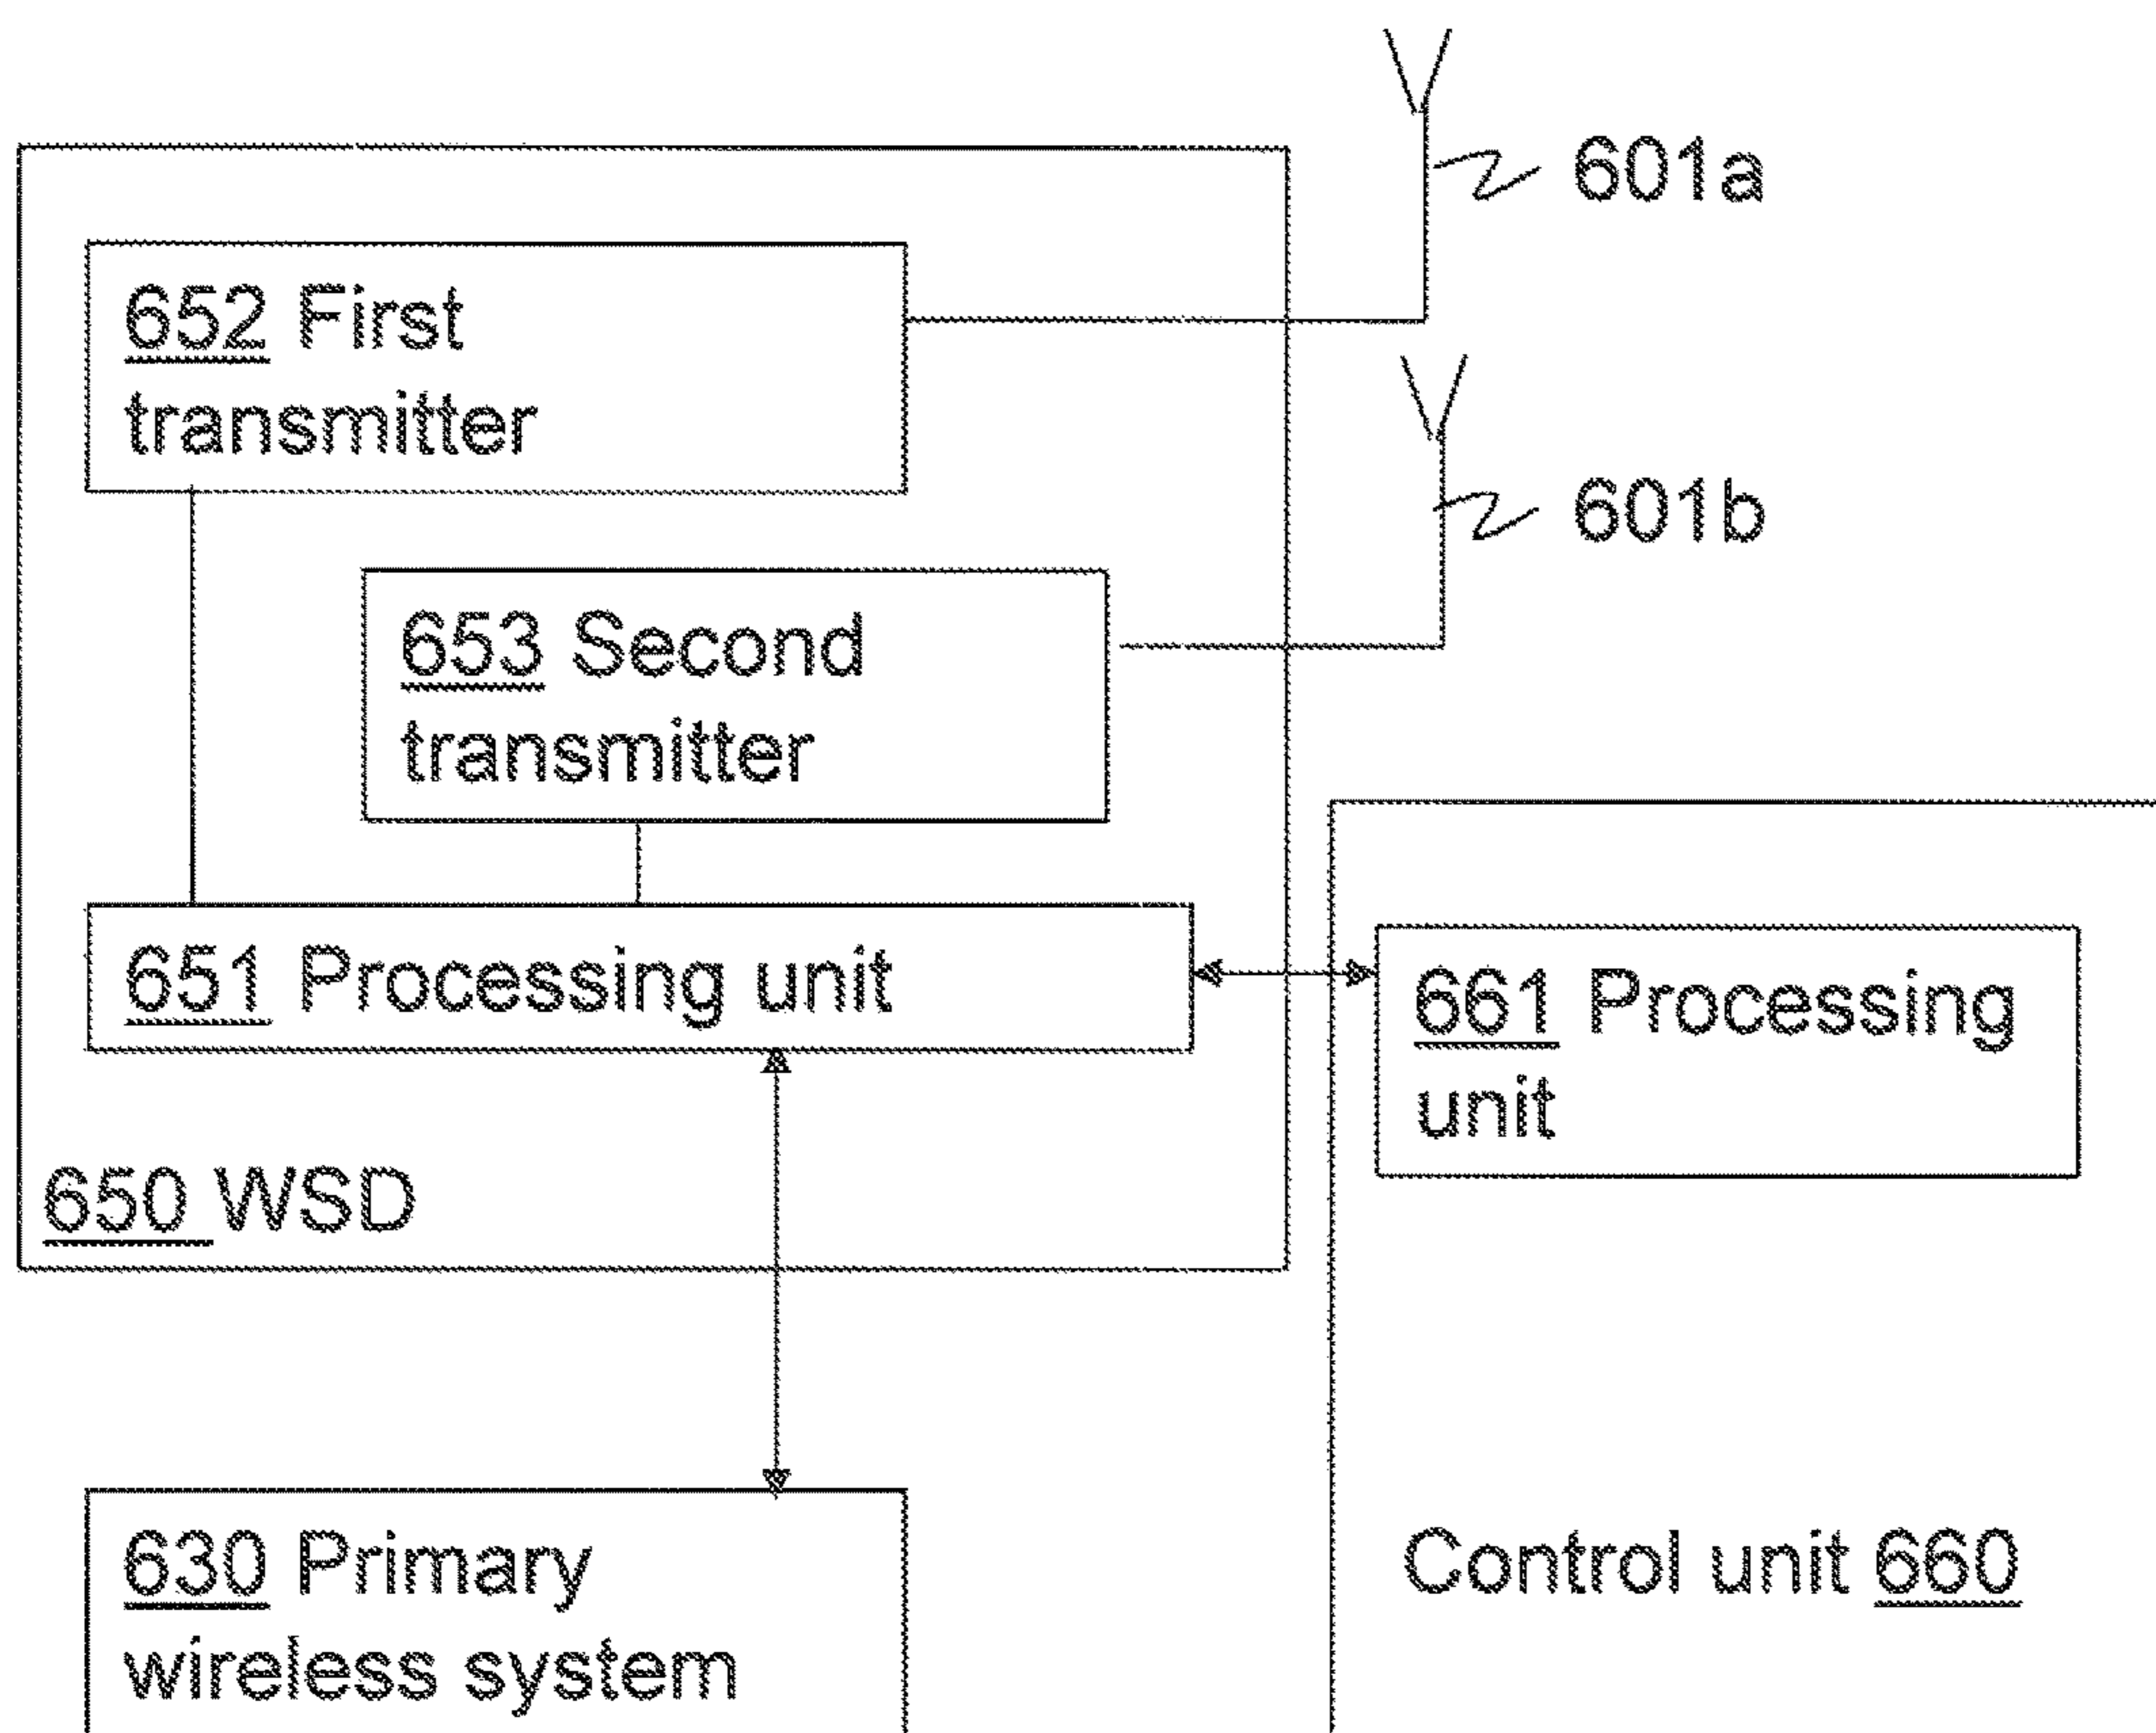 601a
652 First
transmitter
601b
653 Second
transmitter
651 Processing unit
661 Processing
unit
650 WSD
630 Primary
wireless system
Control unit 660